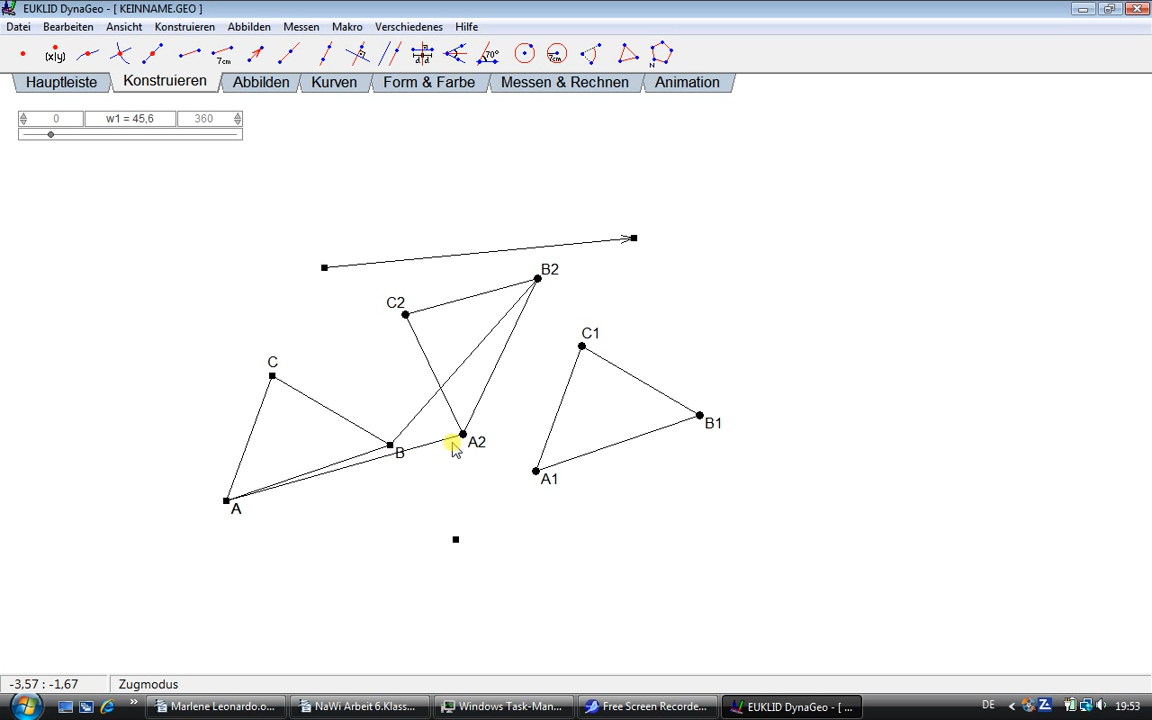 EUKLID DynaGeo - [ KEINNAME.GEO ]
Datei Bearbeiten Ansicht Konstruieren Abbilden Messen Makro Verschiedenes Hilfe
(x|y) 7cm d d 70° 7cm N
Hauptleiste Konstruieren Abbilden Kurven Form & Farbe Messen & Rechnen Animation
0 w1 = 45,6 360
B2
C2
C1
C
B1
A2
B
A1
A
-3,57 : -1,67 Zugmodus
Marlene Leonardo.o... NaWi Arbeit 6.Klass... Windows Task-Man... Free Screen Recorde... EUKLID DynaGeo - [ ... DE 19:53